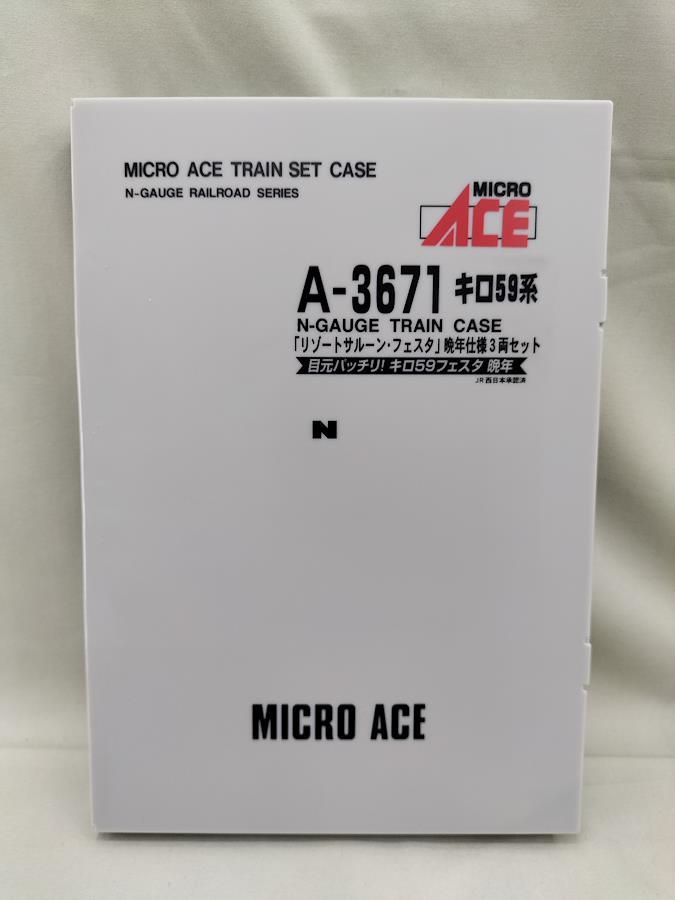 MICRO ACE TRAIN SET CASE
N-GAUGE RAILROAD SERIES
MICRO
ACE
A-3671 キロ59系
N-GAUGE TRAIN CASE
「リゾートサルーン・フェスタ」晩年仕様3両セット
目元パッチリ!キロ59フェスタ 晩年
JR西日本承認済
N
MICRO ACE